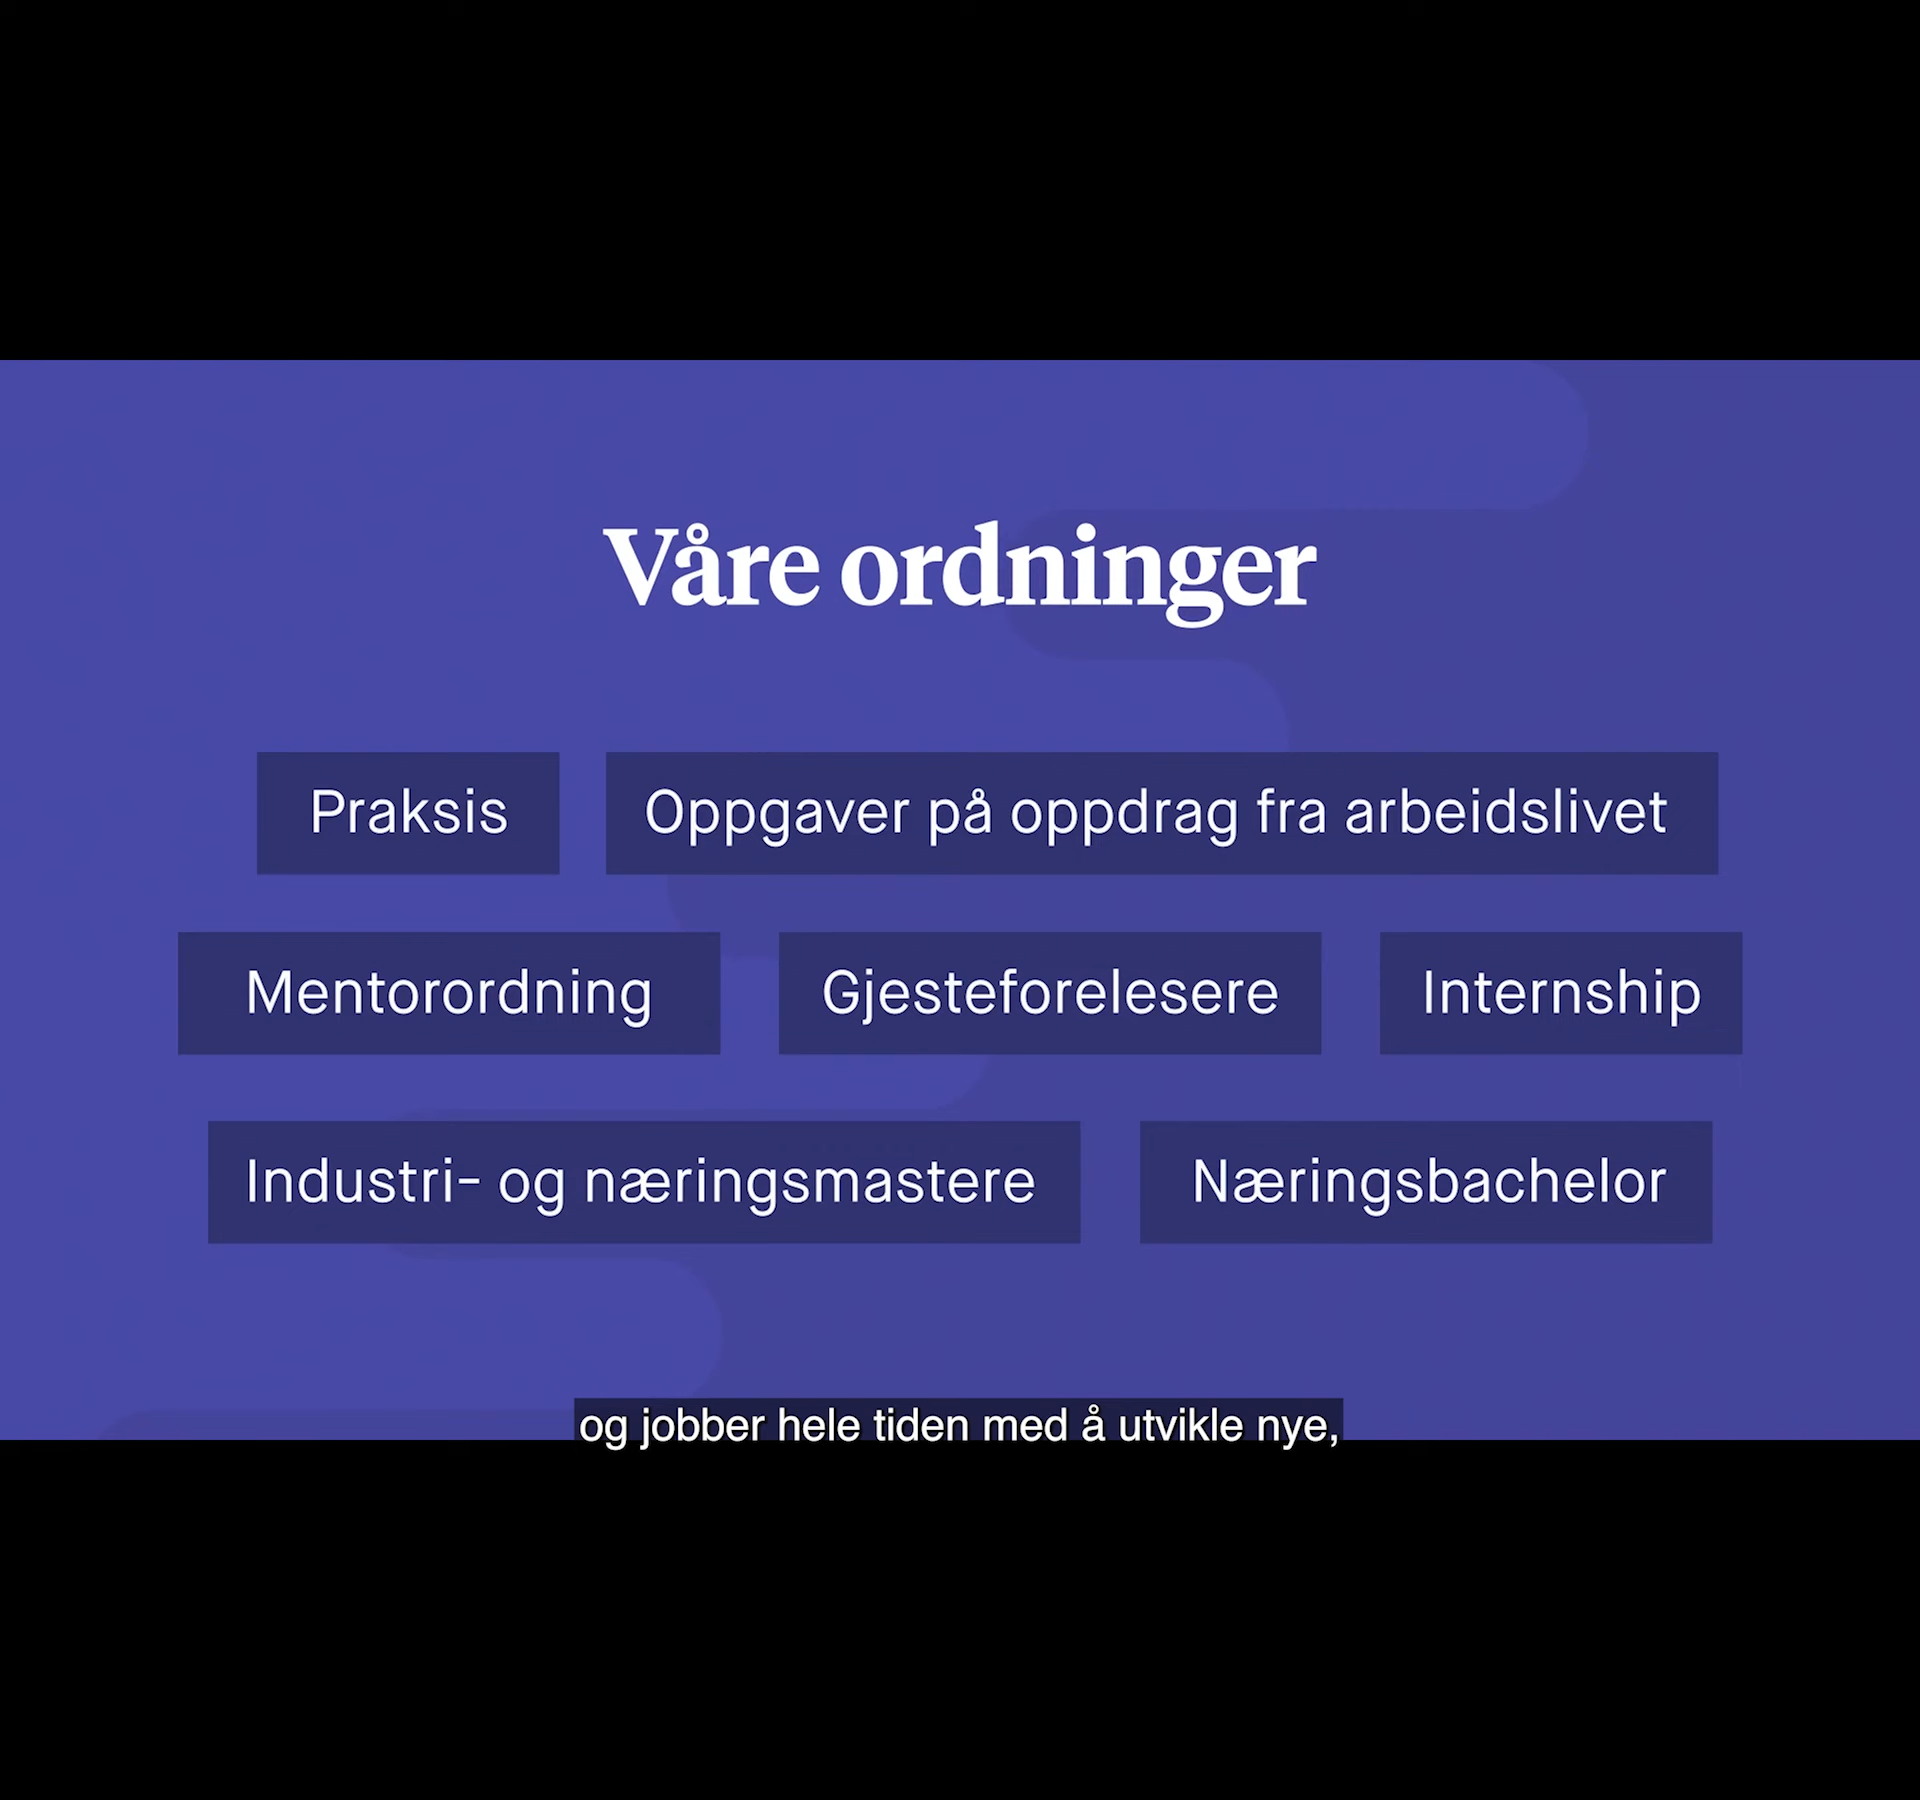 Våre ordninger
Praksis
Oppgaver på oppdrag fra arbeidslivet
Mentorordning
Gjesteforelesere
Internship
Industri- og næringsmastere
Næringsbachelor
og jobber hele tiden med å utvikle nye,